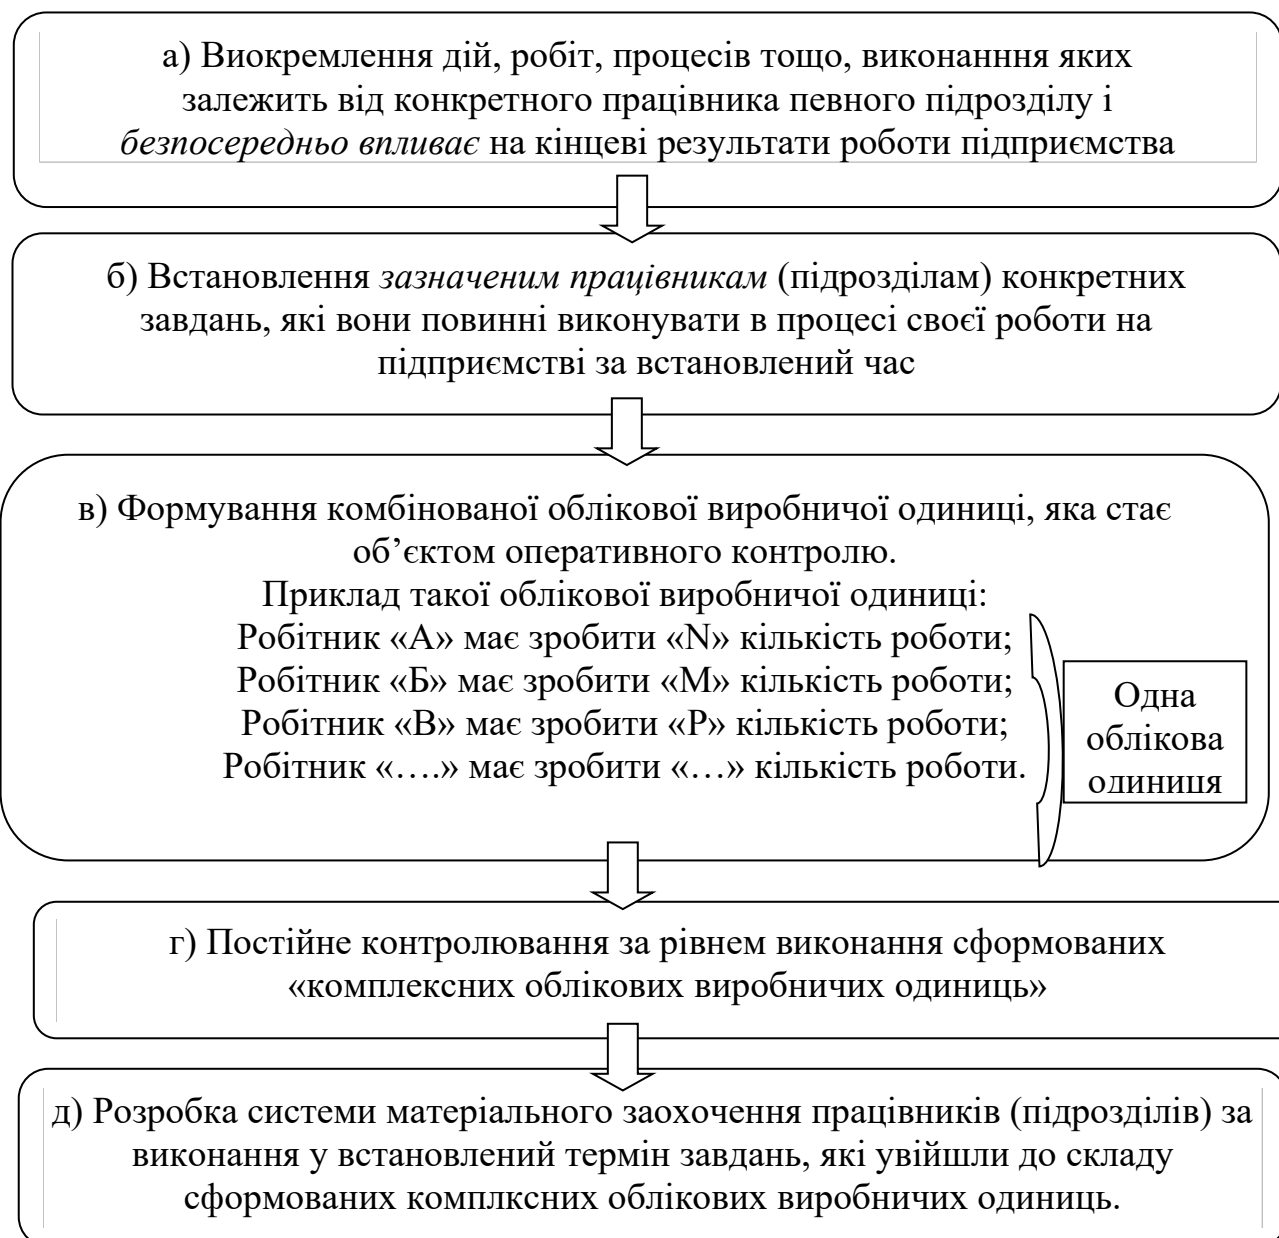 а) Виокремлення дій, робіт, процесів тощо, виконанння яких
залежить від конкретного працівника певного підрозділу і
безпосередньо впливає на кінцеві результати роботи підприємства
б) Встановлення зазначеним працівникам (підрозділам) конкретних
завдань, які вони повинні виконувати в процесі своєї роботи на
підприємстві за встановлений час
в) Формування комбінованої облікової виробничої одиниці, яка стає
об’єктом оперативного контролю.
Приклад такої облікової виробничої одиниці:
Робітник «А» має зробити «N» кількість роботи;
Робітник «Б» має зробити «М» кількість роботи;
Робітник «В» має зробити «Р» кількість роботи;
Робітник «….» має зробити «…» кількість роботи.
Одна
облікова
одиниця
г) Постійне контролювання за рівнем виконання сформованих
«комплексних облікових виробничих одиниць»
д) Розробка системи матеріального заохочення працівників (підрозділів) за
виконання у встановлений термін завдань, які увійшли до складу
сформованих комплксних облікових виробничих одиниць.